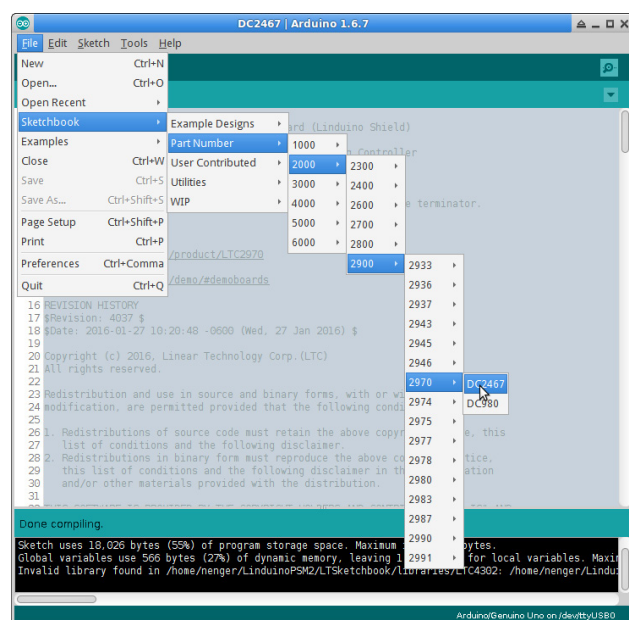 DC2467 | Arduino 1.6.7
File Edit Sketch Tools Help
New Ctrl+N
Open... Ctrl+O
Open Recent
Sketchbook
Examples
Close Ctrl+W
Save Ctrl+S
Save As... Ctrl+Shift+S
Page Setup Ctrl+Shift+P
Print Ctrl+P
Preferences Ctrl+Comma
Quit Ctrl+Q
Example Designs
Part Number
User Contributed
Utilities
WIP
1000
2000
3000
4000
5000
6000
2300
2400
2600
2700
2800
2900
2933
2936
2937
2943
2945
2946
2970
2974
2975
2977
2978
2980
2983
2987
2990
2991
DC2467
DC980
ard (Linduino Shield)
n Controller
e terminator.
/product/LTC2970
/demo/#demoboards
16 REVISION HISTORY
17 $Revision: 4037 $
18 $Date: 2016-01-27 10:20:48 -0600 (Wed, 27 Jan 2016) $
19
20 Copyright (c) 2016, Linear Technology Corp.(LTC)
21 All rights reserved.
22
23 Redistribution and use in source and binary forms, with or wi
24 modification, are permitted provided that the following condi
25
26 1. Redistributions of source code must retain the above copyr e, this
27 list of conditions and the following disclaimer.
28 2. Redistributions in binary form must reproduce the above co tice,
29 this list of conditions and the following disclaimer in th ation
30 and/or other materials provided with the distribution.
31
Done compiling.
Sketch uses 18,026 bytes (55%) of program storage space. Maximum bytes.
Global variables use 566 bytes (27%) of dynamic memory, leaving 1 for local variables. Maxi
Invalid library found in /home/nenger/LinduinoPSM2/LTSketchbook/libraries/LTC4302: /home/nenger/Lindu
Arduino/Genuino Uno on /dev/ttyUSB0